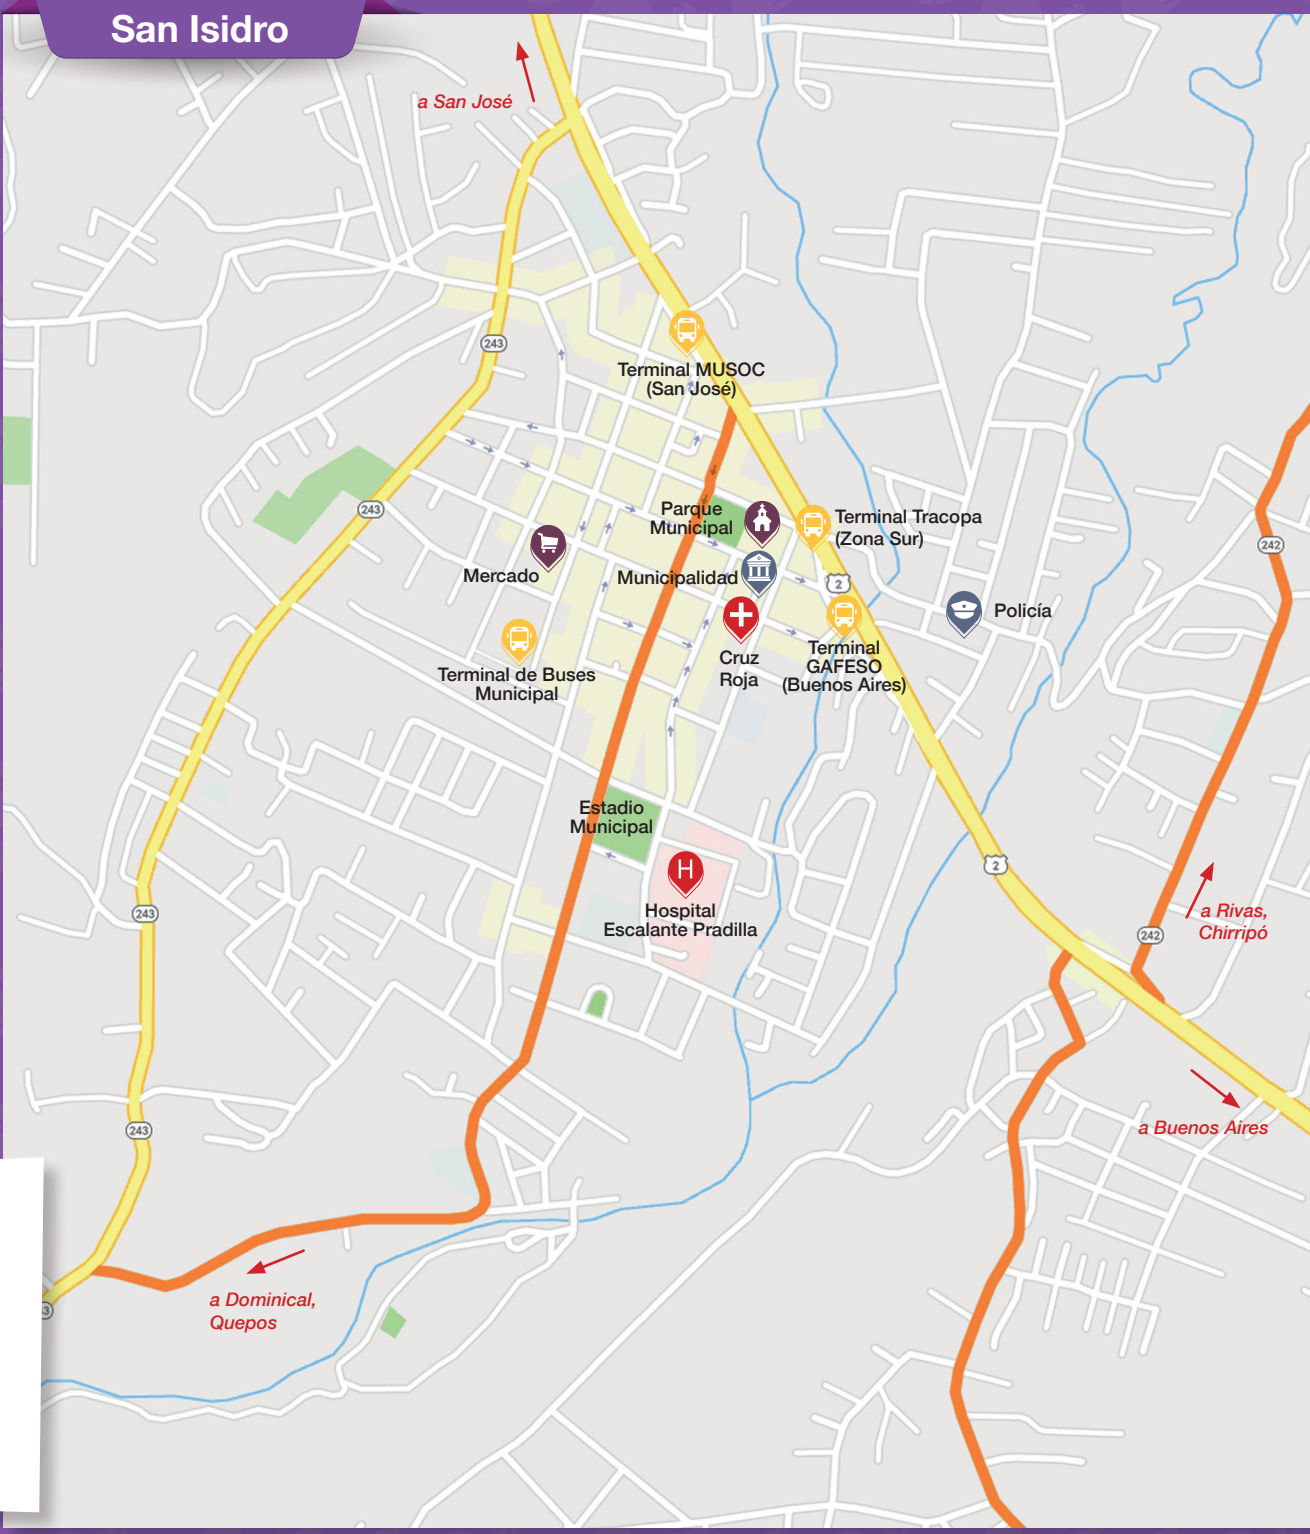 San Isidro
a San José
243
Terminal MUSOC
(San José)
243
Parque
Municipal
Terminal Tracopa
(Zona Sur)
242
Mercado
Municipalidad
2
Policía
Cruz
Roja
Terminal
GAFESO
(Buenos Aires)
Terminal de Buses
Municipal
Estadio
Municipal
2
H
Hospital
Escalante Pradilla
243
a Rivas,
Chirripó
242
a Buenos Aires
243
a Dominical,
Quepos
3